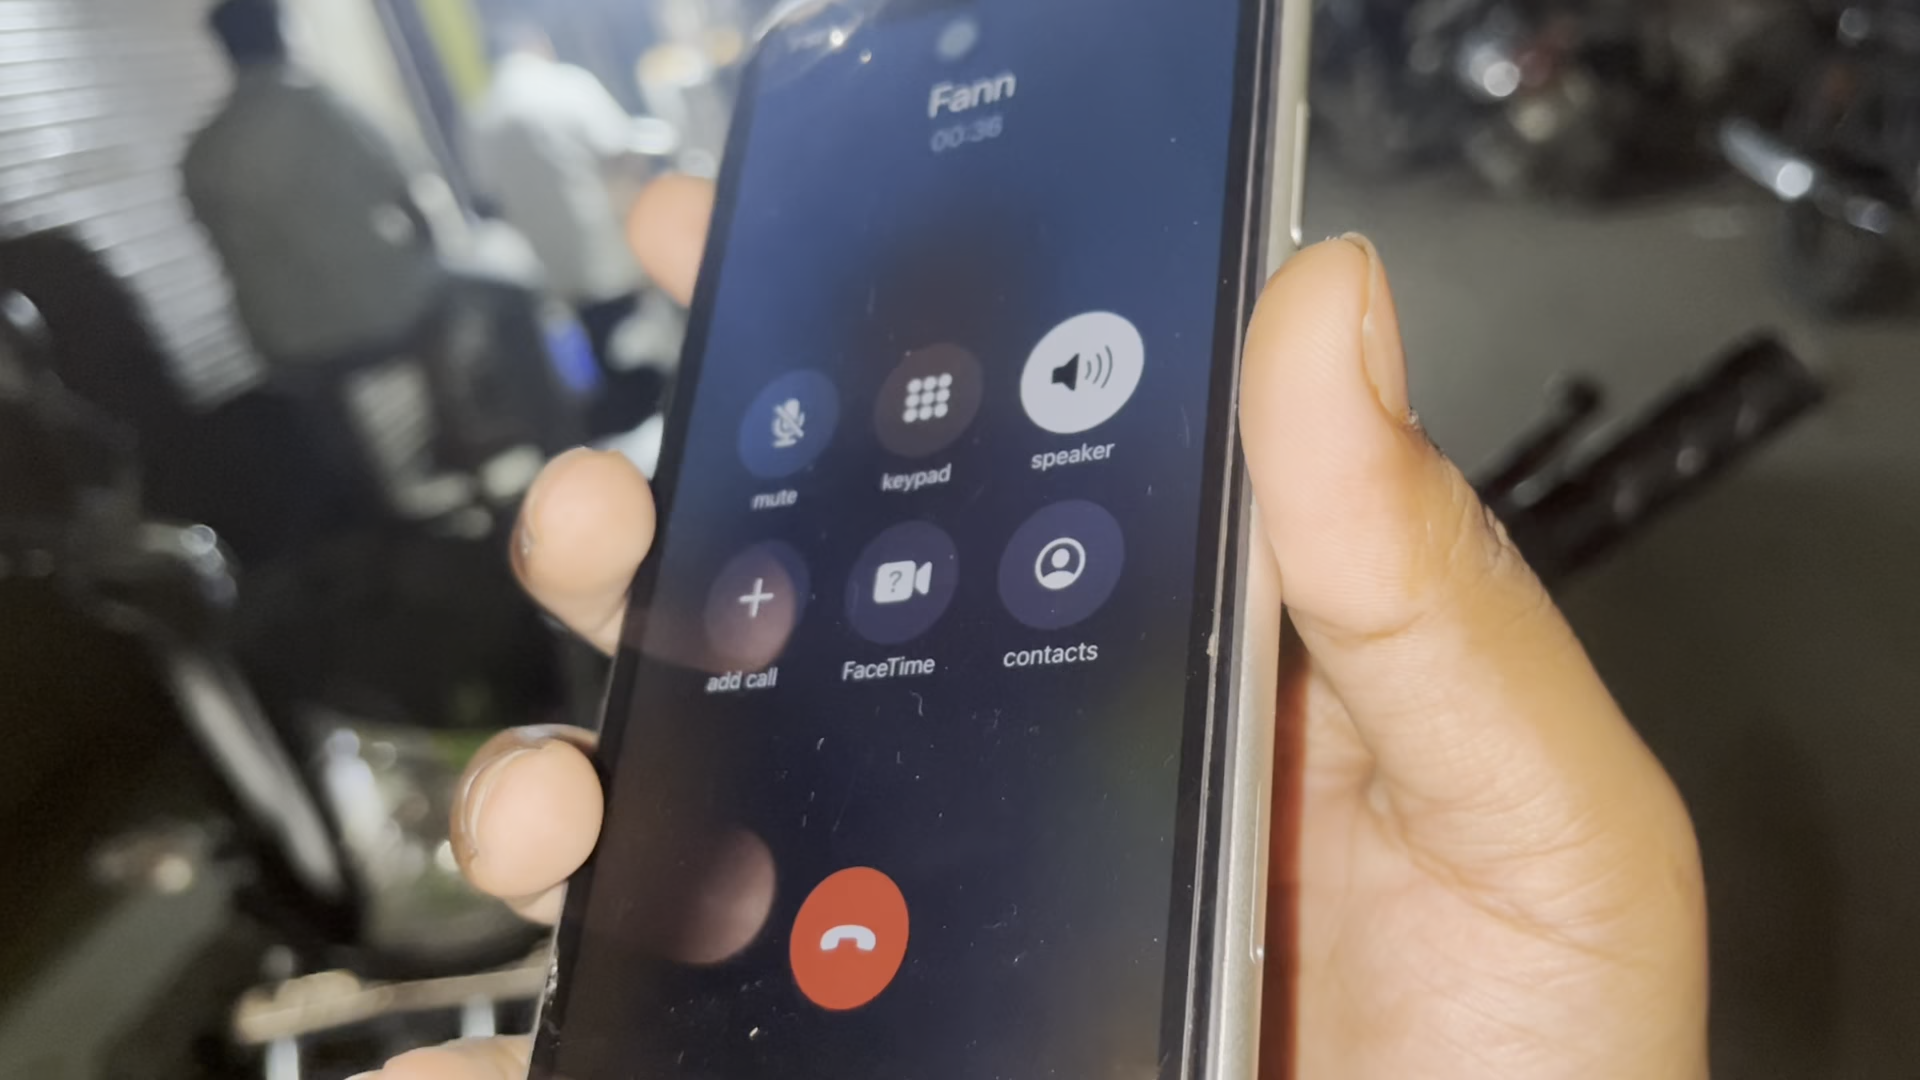 Fann
00:36
mute
keypad
speaker
add call
FaceTime
contacts